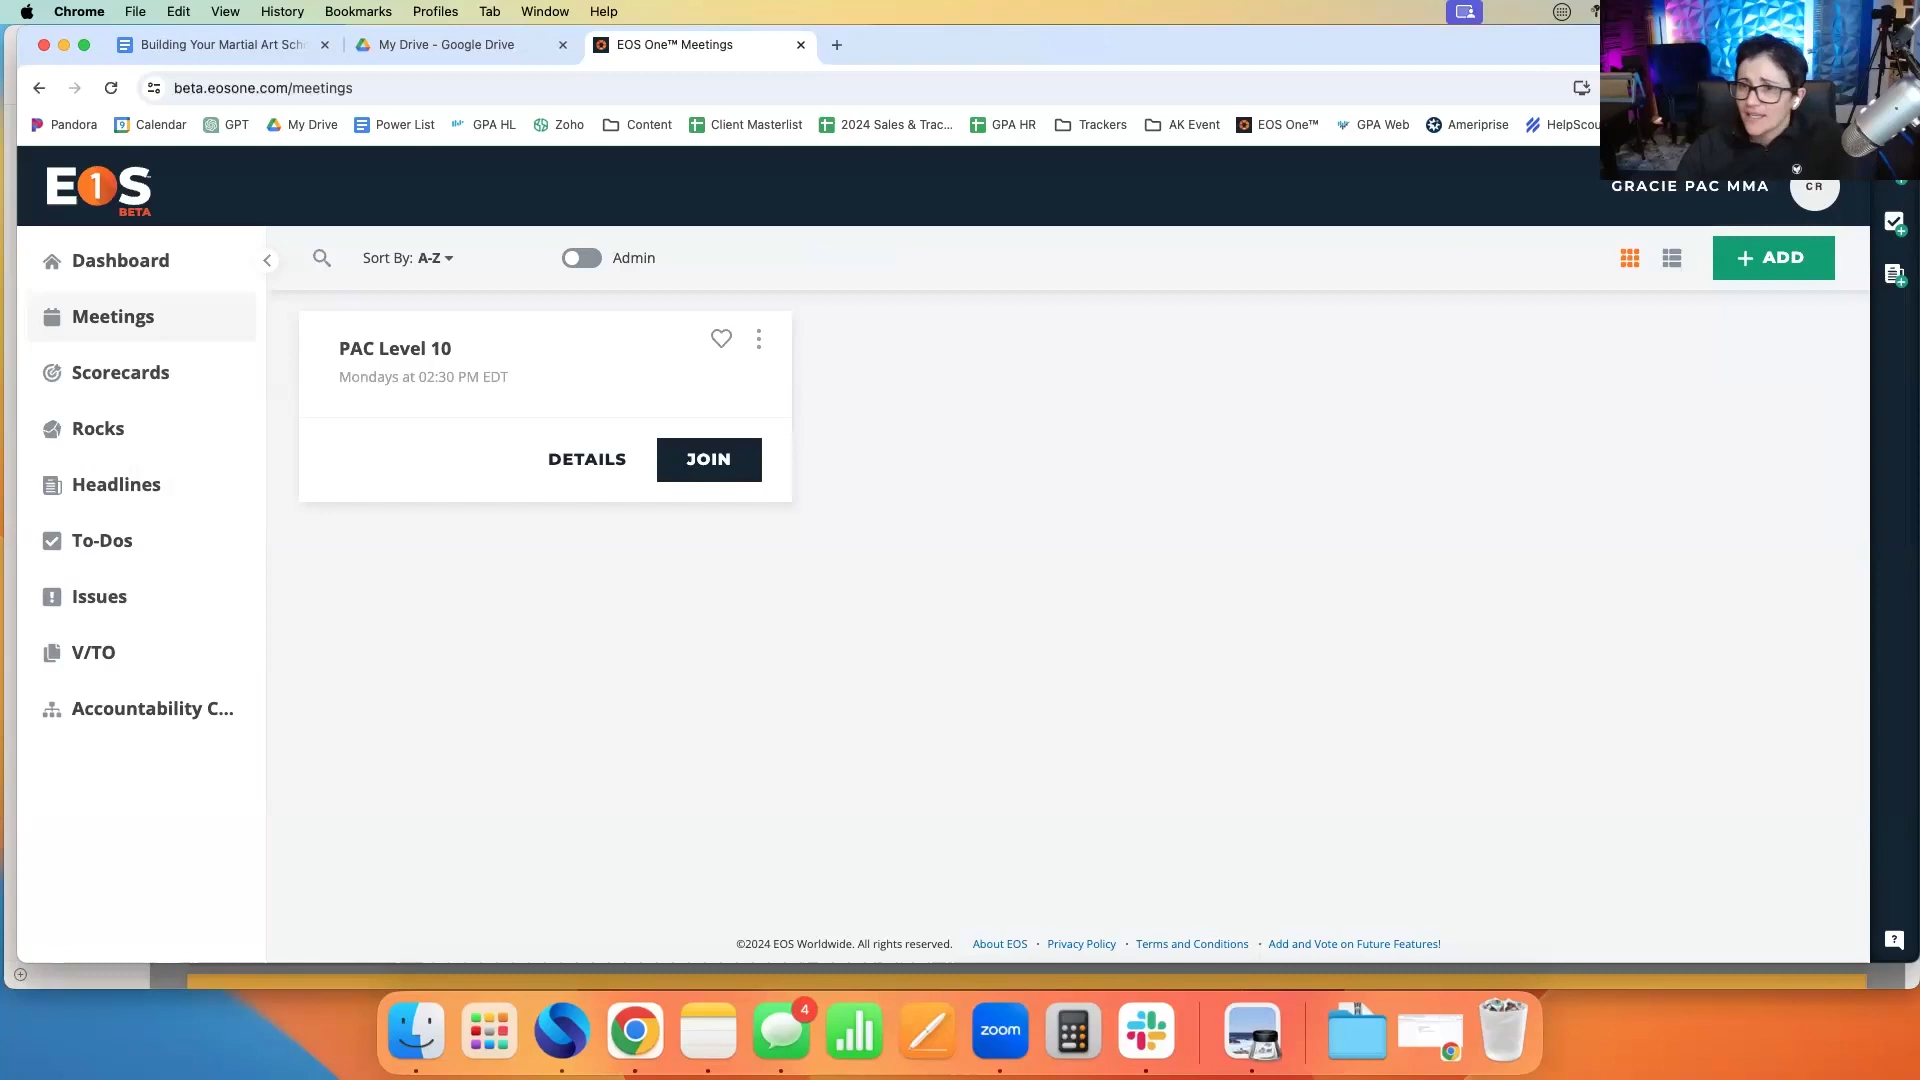 Chrome File Edit View History Bookmarks Profiles Tab Window Help
Building Your Martial Art Scho
My Drive - Google Drive
EOS One™ Meetings
beta.eosone.com/meetings
Pandora
Calendar
GPT
My Drive
Power List
GPA HL
Zoho
Content
Client Masterlist
2024 Sales & Trac...
GPA HR
Trackers
AK Event
EOS One™
GPA Web
Ameriprise
HelpScou
E1S
BETA
GRACIE PAC MMA
CR
Dashboard
Meetings
Scorecards
Rocks
Headlines
To-Dos
Issues
V/TO
Accountability C...
Sort By: A-Z
Admin
+ ADD
PAC Level 10
Mondays at 02:30 PM EDT
DETAILS
JOIN
©2024 EOS Worldwide. All rights reserved. About EOS · Privacy Policy · Terms and Conditions · Add and Vote on Future Features!
4
zoom